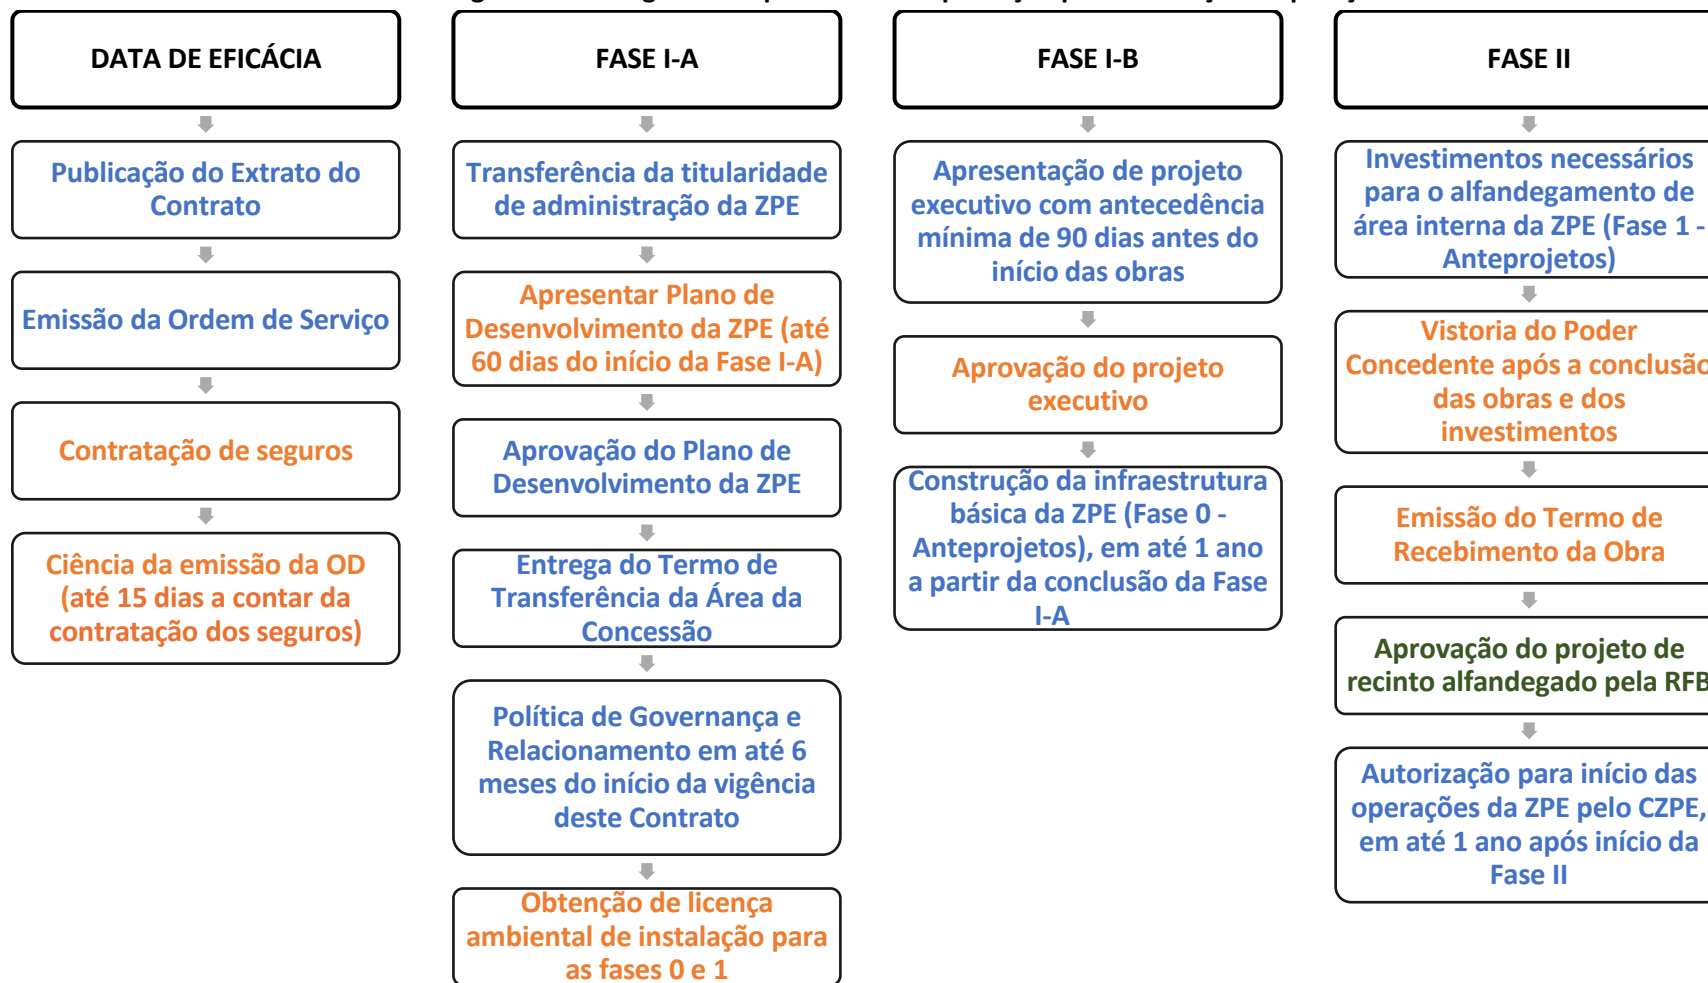 DATA DE EFICÁCIA
Publicação do Extrato do
Contrato
Emissão da Ordem de Serviço
Contratação de seguros
Ciência da emissão da OD
(até 15 dias a contar da
contratação dos seguros)
FASE I-A
Transferência da titularidade
de administração da ZPE
Apresentar Plano de
Desenvolvimento da ZPE (até
60 dias do início da Fase I-A)
Aprovação do Plano de
Desenvolvimento da ZPE
Entrega do Termo de
Transferência da Área da
Concessão
Política de Governança e
Relacionamento em até 6
meses do início da vigência
deste Contrato
Obtenção de licença
ambiental de instalação para
as fases 0 e 1
FASE I-B
Apresentação de projeto
executivo com antecedência
mínima de 90 dias antes do
início das obras
Aprovação do projeto
executivo
Construção da infraestrutura
básica da ZPE (Fase 0 -
Anteprojetos), em até 1 ano
a partir da conclusão da Fase
I-A
FASE II
Investimentos necessários
para o alfandegamento de
área interna da ZPE (Fase 1 -
Anteprojetos)
Vistoria do Poder
Concedente após a conclusão
das obras e dos
investimentos
Emissão do Termo de
Recebimento da Obra
Aprovação do projeto de
recinto alfandegado pela RFB
Autorização para início das
operações da ZPE pelo CZPE,
em até 1 ano após início da
Fase II